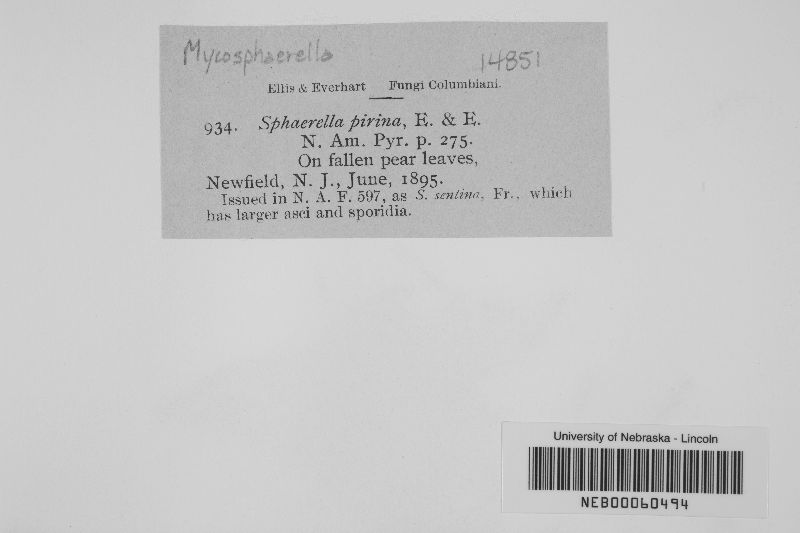 Mycosphaerella 14851
Ellis & Everhart Fungi Columbiani.
934. Sphaerella pirina, E. & E.
N. Am. Pyr. p. 275.
On fallen pear leaves,
Newfield, N. J., June, 1895.
Issued in N. A. F. 597, as S. sentina, Fr., which
has larger asci and sporidia.
University of Nebraska - Lincoln
NEB00060494